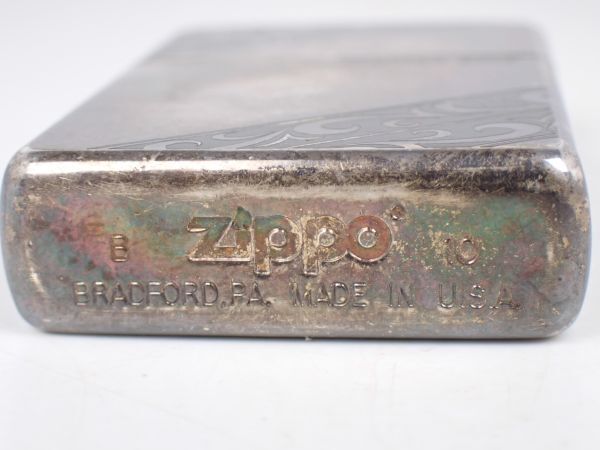 B Zippo® 10
BRADFORD, PA. MADE IN U.S.A.